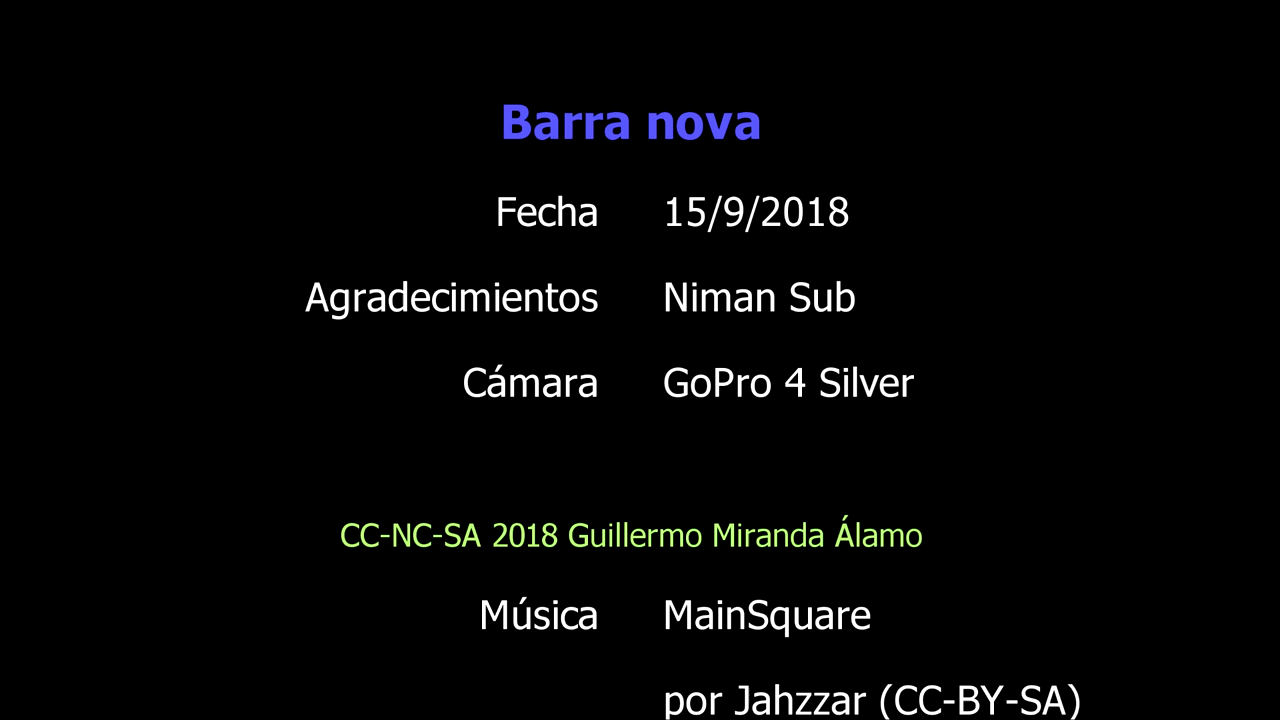 Barra nova
Fecha 15/9/2018
Agradecimientos Niman Sub
Cámara GoPro 4 Silver
CC-NC-SA 2018 Guillermo Miranda Álamo
Música MainSquare
por Jahzzar (CC-BY-SA)